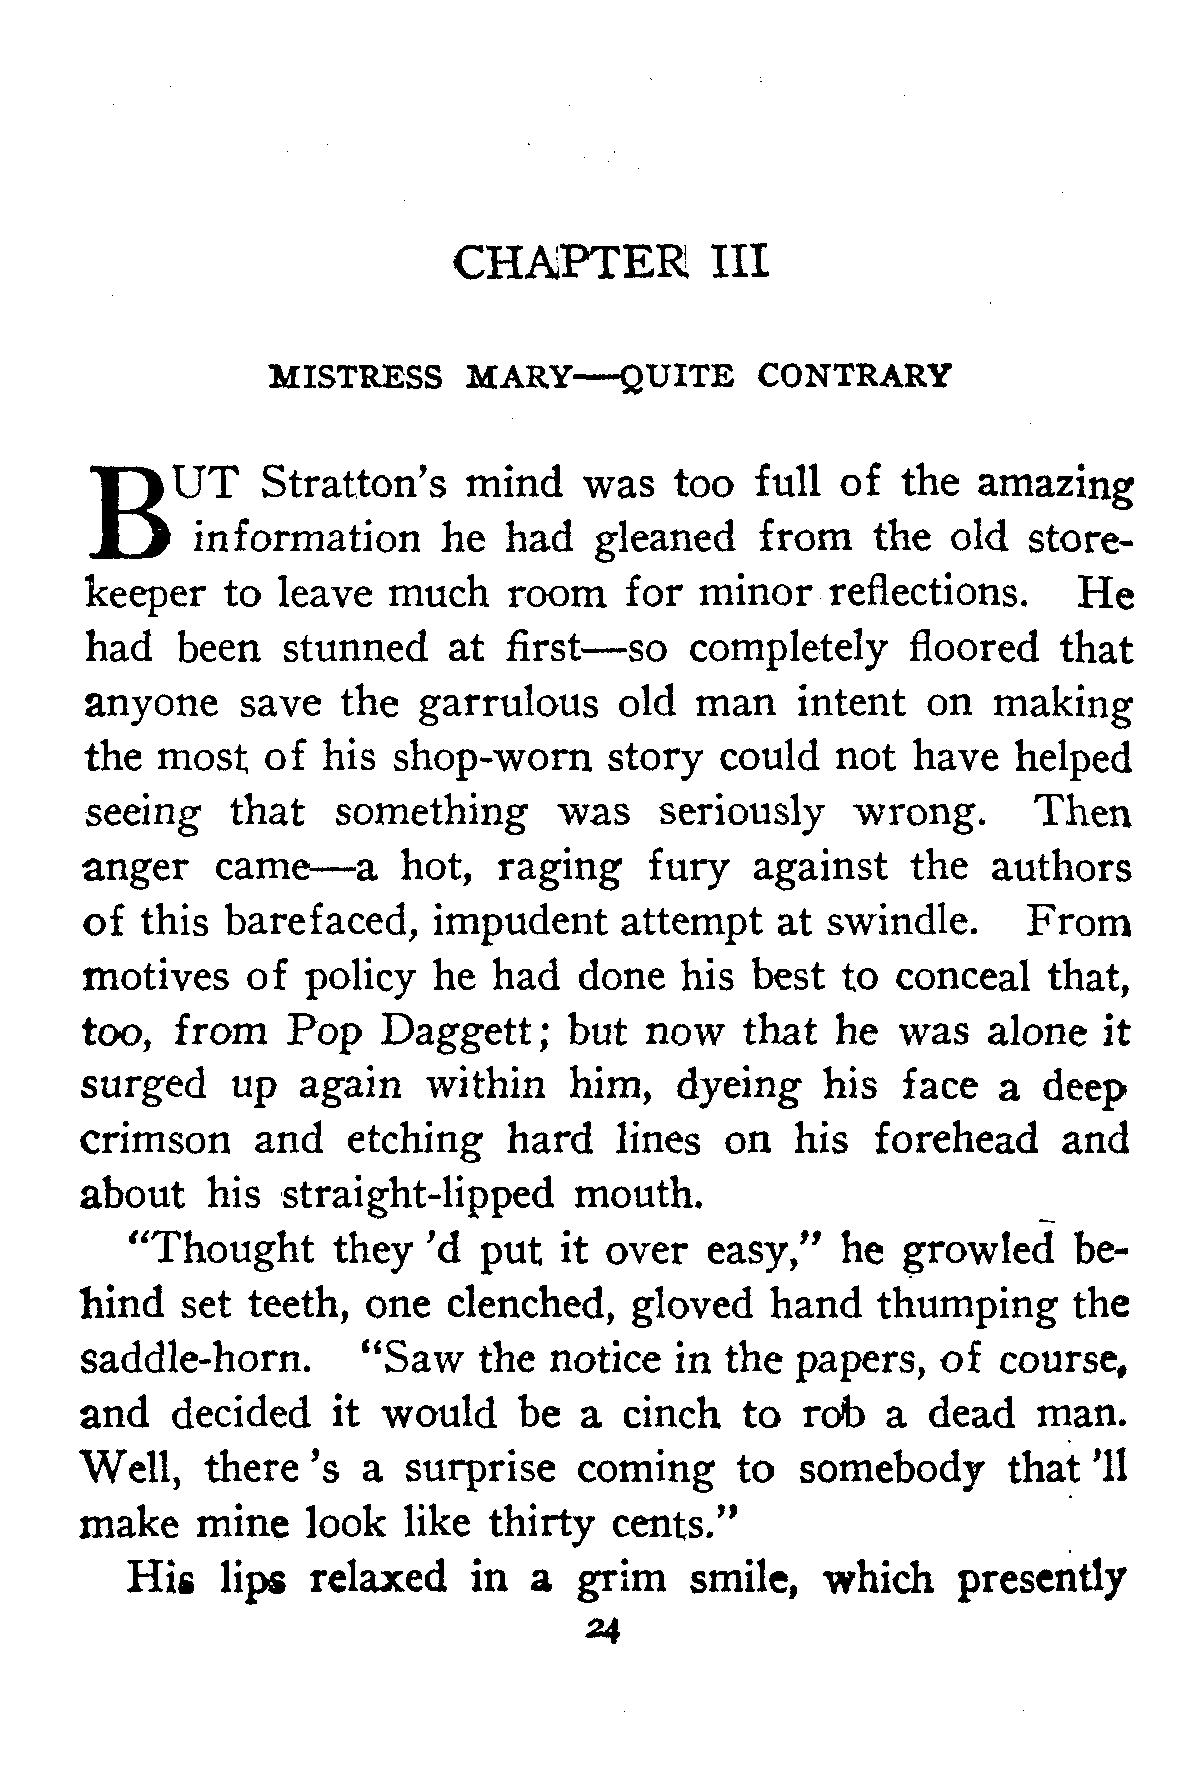 CHAPTER III
MISTRESS MARY—QUITE CONTRARY
BUT Stratton's mind was too full of the amazing
information he had gleaned from the old store-
keeper to leave much room for minor reflections. He
had been stunned at first—so completely floored that
anyone save the garrulous old man intent on making
the most of his shop-worn story could not have helped
seeing that something was seriously wrong. Then
anger came—a hot, raging fury against the authors
of this barefaced, impudent attempt at swindle. From
motives of policy he had done his best to conceal that,
too, from Pop Daggett; but now that he was alone it
surged up again within him, dyeing his face a deep
crimson and etching hard lines on his forehead and
about his straight-lipped mouth.
"Thought they 'd put it over easy," he growled be-
hind set teeth, one clenched, gloved hand thumping the
saddle-horn. "Saw the notice in the papers, of course,
and decided it would be a cinch to rob a dead man.
Well, there 's a surprise coming to somebody that 'll
make mine look like thirty cents."
His lips relaxed in a grim smile, which presently
24